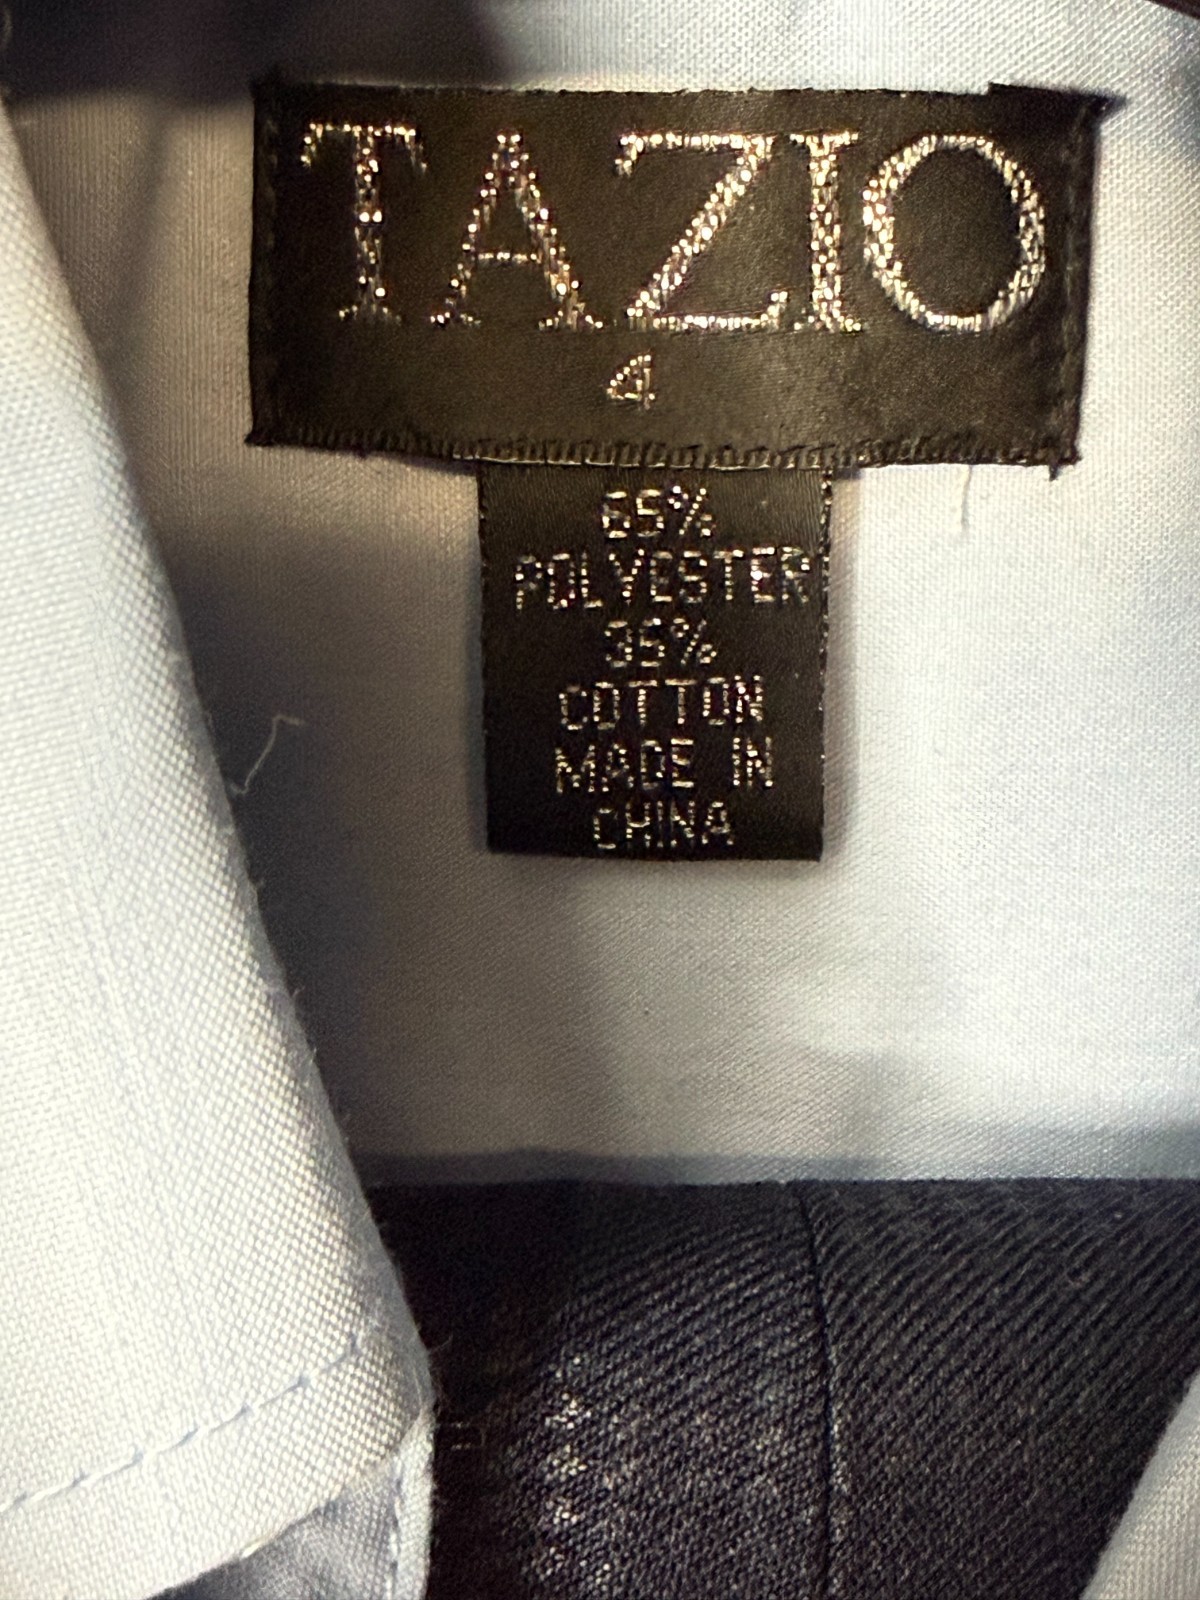 TAZIO
4
65%
POLYESTER
35%
COTTON
MADE IN
CHINA